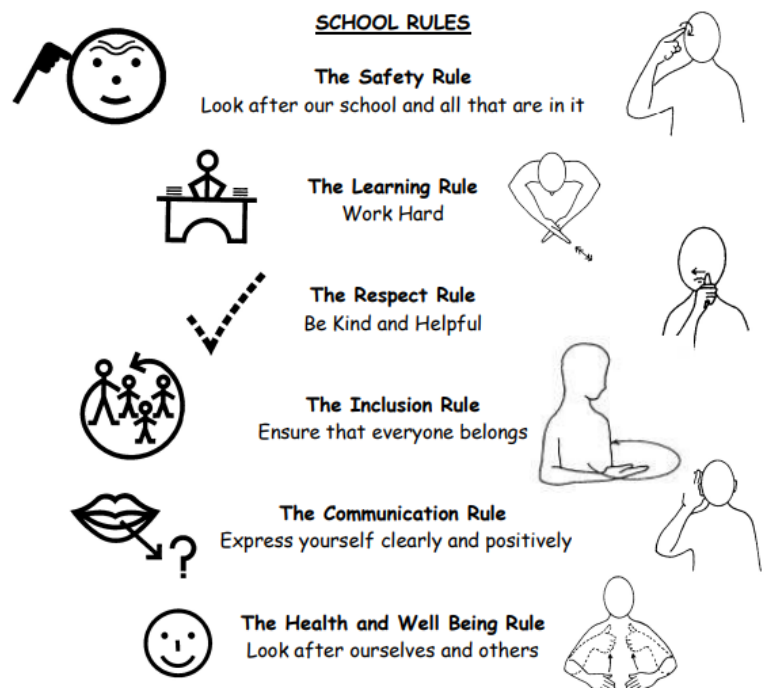 SCHOOL RULES
The Safety Rule
Look after our school and all that are in it
The Learning Rule
Work Hard
The Respect Rule
Be Kind and Helpful
The Inclusion Rule
Ensure that everyone belongs
The Communication Rule
Express yourself clearly and positively
?
The Health and Well Being Rule
Look after ourselves and others